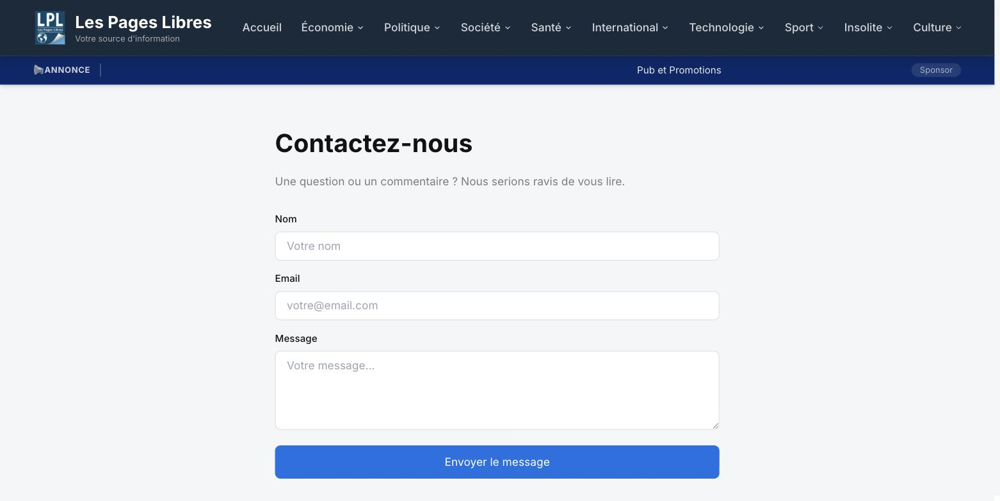 LPL
Les Pages Libres
Les Pages Libres
Votre source d'information
Accueil
Économie
Politique
Société
Santé
International
Technologie
Sport
Insolite
Culture
ANNONCE
Pub et Promotions
Sponsor
Contactez-nous
Une question ou un commentaire ? Nous serions ravis de vous lire.
Nom
Votre nom
Email
votre@email.com
Message
Votre message...
Envoyer le message